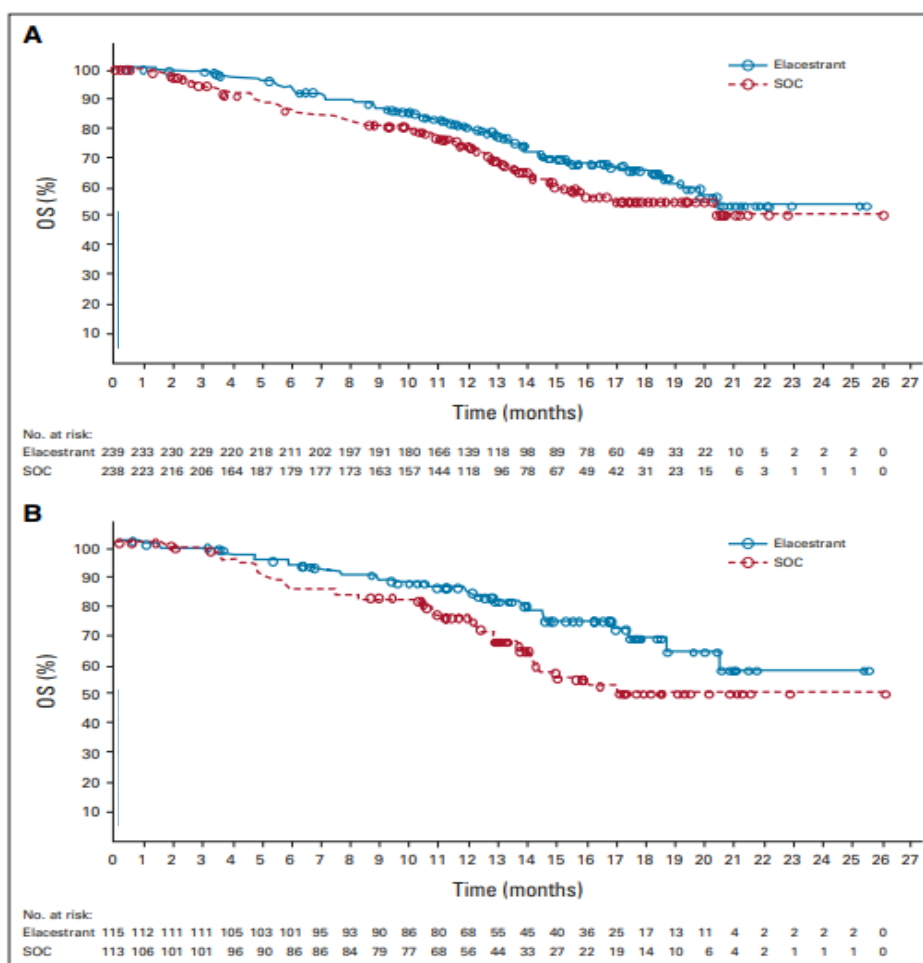 A
100
90
80
70
60
50
40
30
20
10
OS (%)
Elacestrant
SOC
0 1 2 3 4 5 6 7 8 9 10 11 12 13 14 15 16 17 18 19 20 21 22 23 24 25 26 27
Time (months)
No. at risk:
Elacestrant 239 233 230 229 220 218 211 202 197 191 180 166 139 118 98 89 78 60 49 33 22 10 5 2 2 2 0
SOC 238 223 216 206 164 187 179 177 173 163 157 144 118 96 78 67 49 42 31 23 15 6 3 1 1 1 0
B
100
90
80
70
60
50
40
30
20
10
OS (%)
Elacestrant
SOC
0 1 2 3 4 5 6 7 8 9 10 11 12 13 14 15 16 17 18 19 20 21 22 23 24 25 26 27
Time (months)
No. at risk:
Elacestrant 115 112 111 111 105 103 101 95 93 90 86 80 68 55 45 40 36 25 17 13 11 4 2 2 2 2 0
SOC 113 106 101 101 96 90 86 86 84 79 77 68 56 44 33 27 22 19 14 10 6 4 2 1 1 1 0